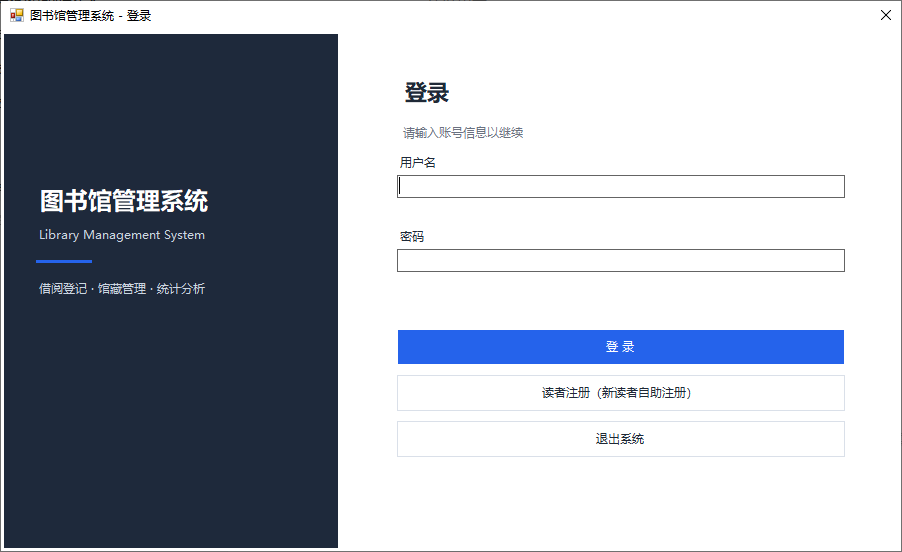 图书馆管理系统 - 登录
图书馆管理系统
Library Management System
借阅登记 · 馆藏管理 · 统计分析
登录
请输入账号信息以继续
用户名
密码
登 录
读者注册（新读者自助注册）
退出系统